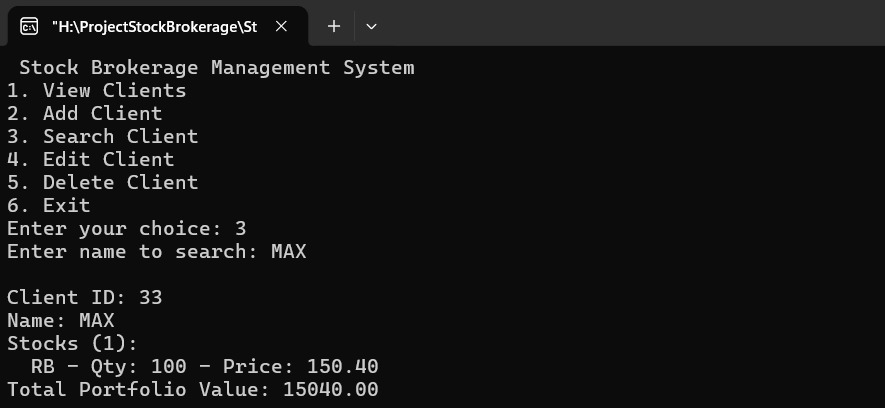 "H:\ProjectStockBrokerage\St
Stock Brokerage Management System
1. View Clients
2. Add Client
3. Search Client
4. Edit Client
5. Delete Client
6. Exit
Enter your choice: 3
Enter name to search: MAX
Client ID: 33
Name: MAX
Stocks (1):
RB - Qty: 100 - Price: 150.40
Total Portfolio Value: 15040.00